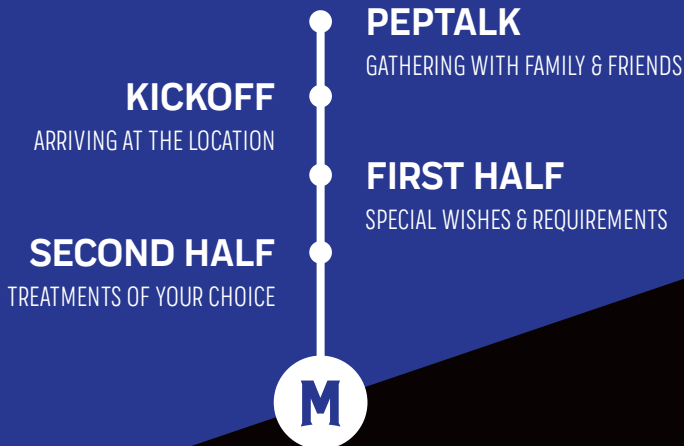 PEPTALK
GATHERING WITH FAMILY & FRIENDS
KICKOFF
ARRIVING AT THE LOCATION
FIRST HALF
SPECIAL WISHES & REQUIREMENTS
SECOND HALF
TREATMENTS OF YOUR CHOICE
M